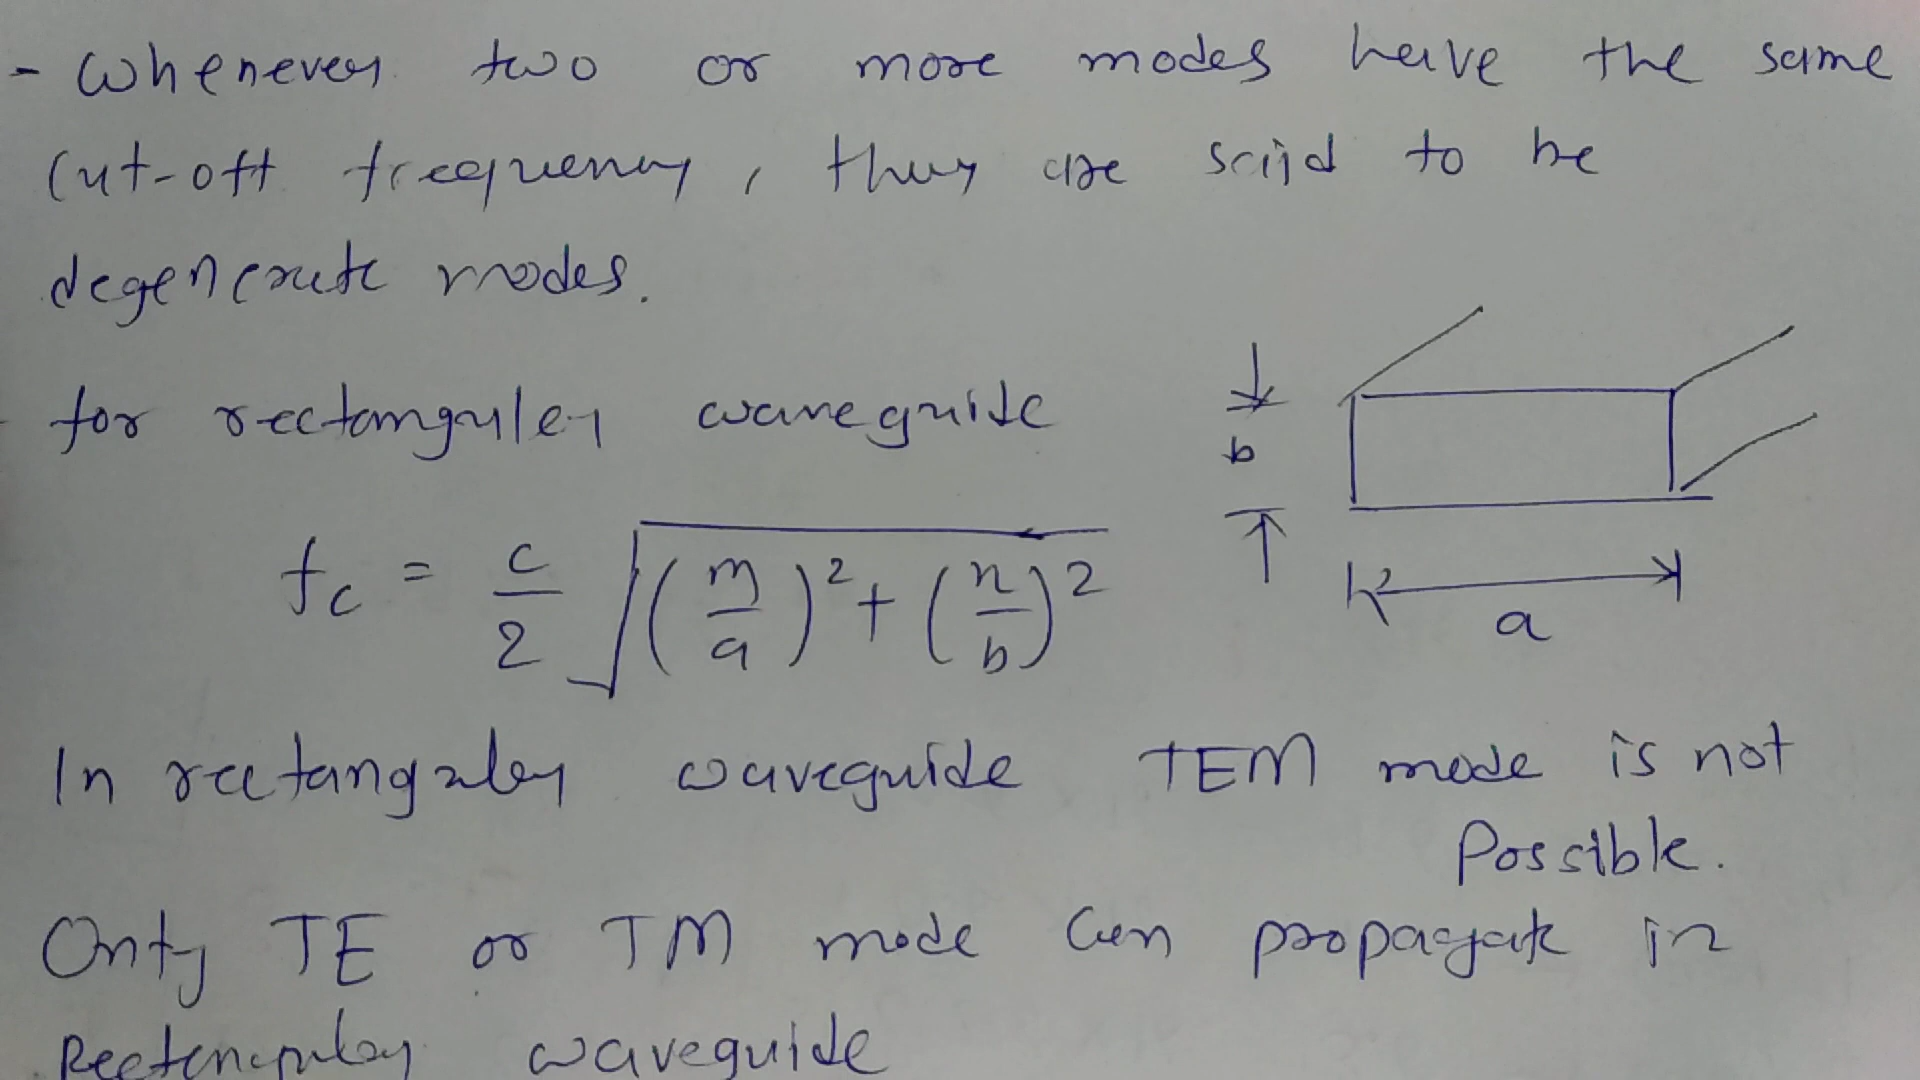 - Whenever two or more modes have the same
cut-off frequency, they are said to be
degenerate modes.
for rectangular waveguide
b
fc = c/2 √((m/a)² + (n/b)²)
a
In rectangular waveguide TEM mode is not
Possible.
Only TE or TM mode can propagate in
Rectangular waveguide